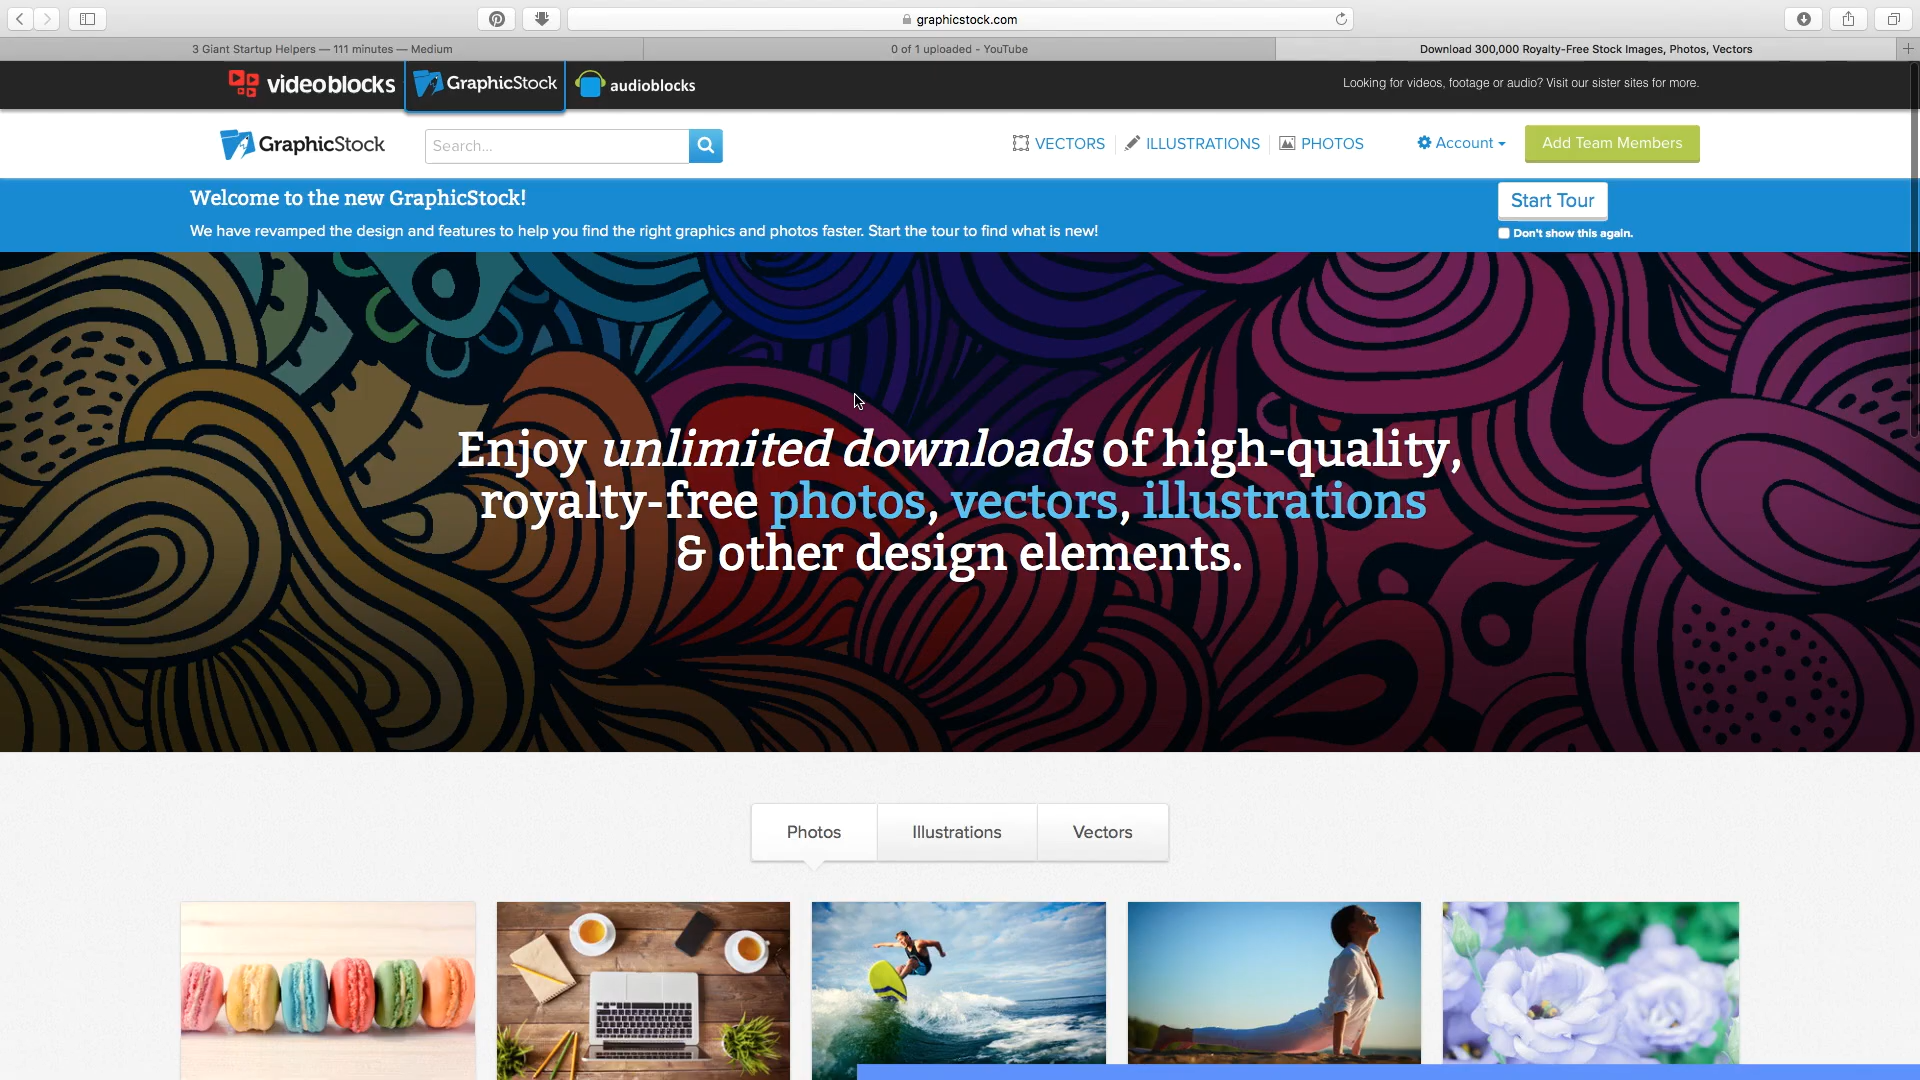 graphicstock.com
3 Giant Startup Helpers — 111 minutes — Medium
0 of 1 uploaded - YouTube
Download 300,000 Royalty-Free Stock Images, Photos, Vectors
videoblocks
GraphicStock
audioblocks
Looking for videos, footage or audio? Visit our sister sites for more.
GraphicStock
Search...
VECTORS
ILLUSTRATIONS
PHOTOS
Account
Add Team Members
Welcome to the new GraphicStock!
We have revamped the design and features to help you find the right graphics and photos faster. Start the tour to find what is new!
Start Tour
Don't show this again.
Enjoy unlimited downloads of high-quality,
royalty-free photos, vectors, illustrations
& other design elements.
Photos
Illustrations
Vectors